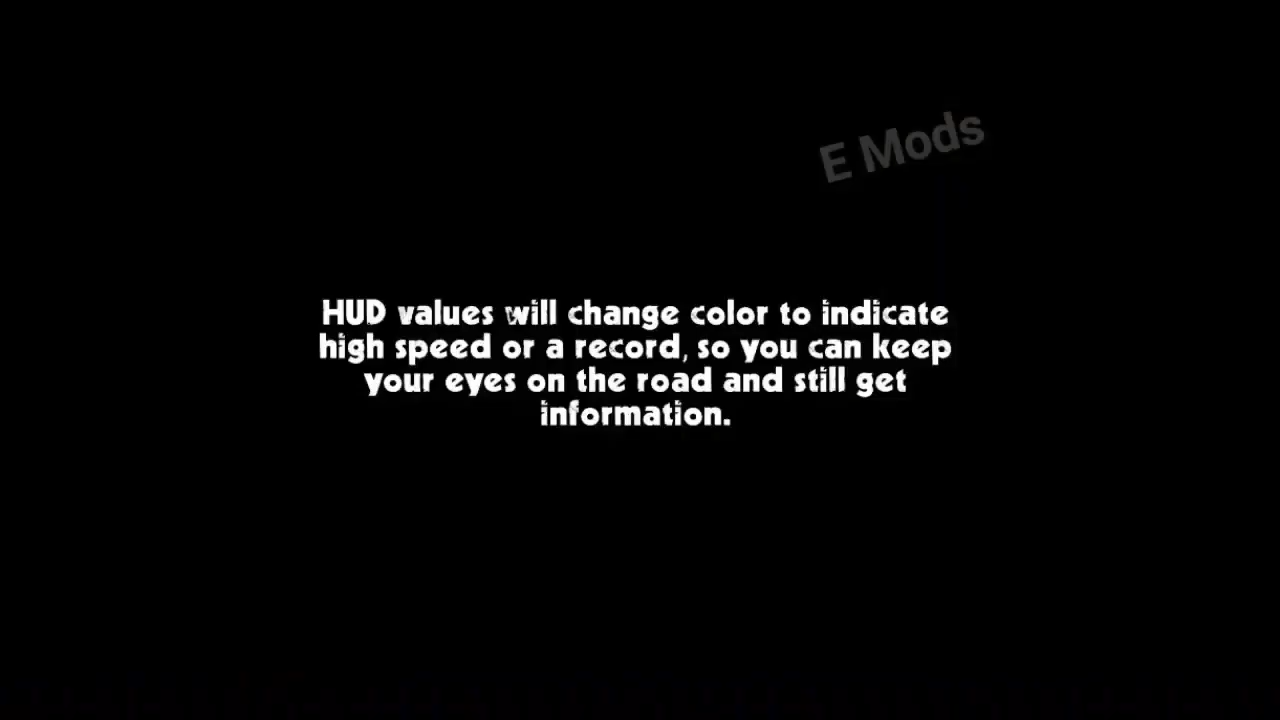 E Mods
HUD values will change color to indicate
high speed or a record, so you can keep
your eyes on the road and still get
information.